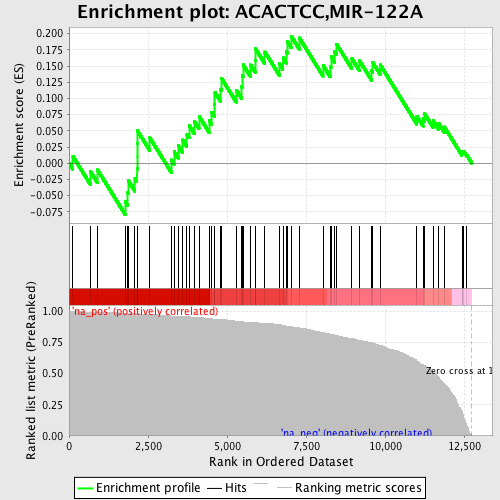 Enrichment plot: ACACTCC,MIR-122A
Enrichment score (ES)
0.200
0.175
0.150
0.125
0.100
0.075
0.050
0.025
0.000
-0.025
-0.050
-0.075
Ranked list metric (PreRanked)
'na_pos' (positively correlated)
1.00
0.75
0.50
0.25
0.00
Zero cross at 1
'na_neg' (negatively correlated)
0
2,500
5,000
7,500
10,000
12,500
Rank in Ordered Dataset
Enrichment profile
Hits
Ranking metric scores